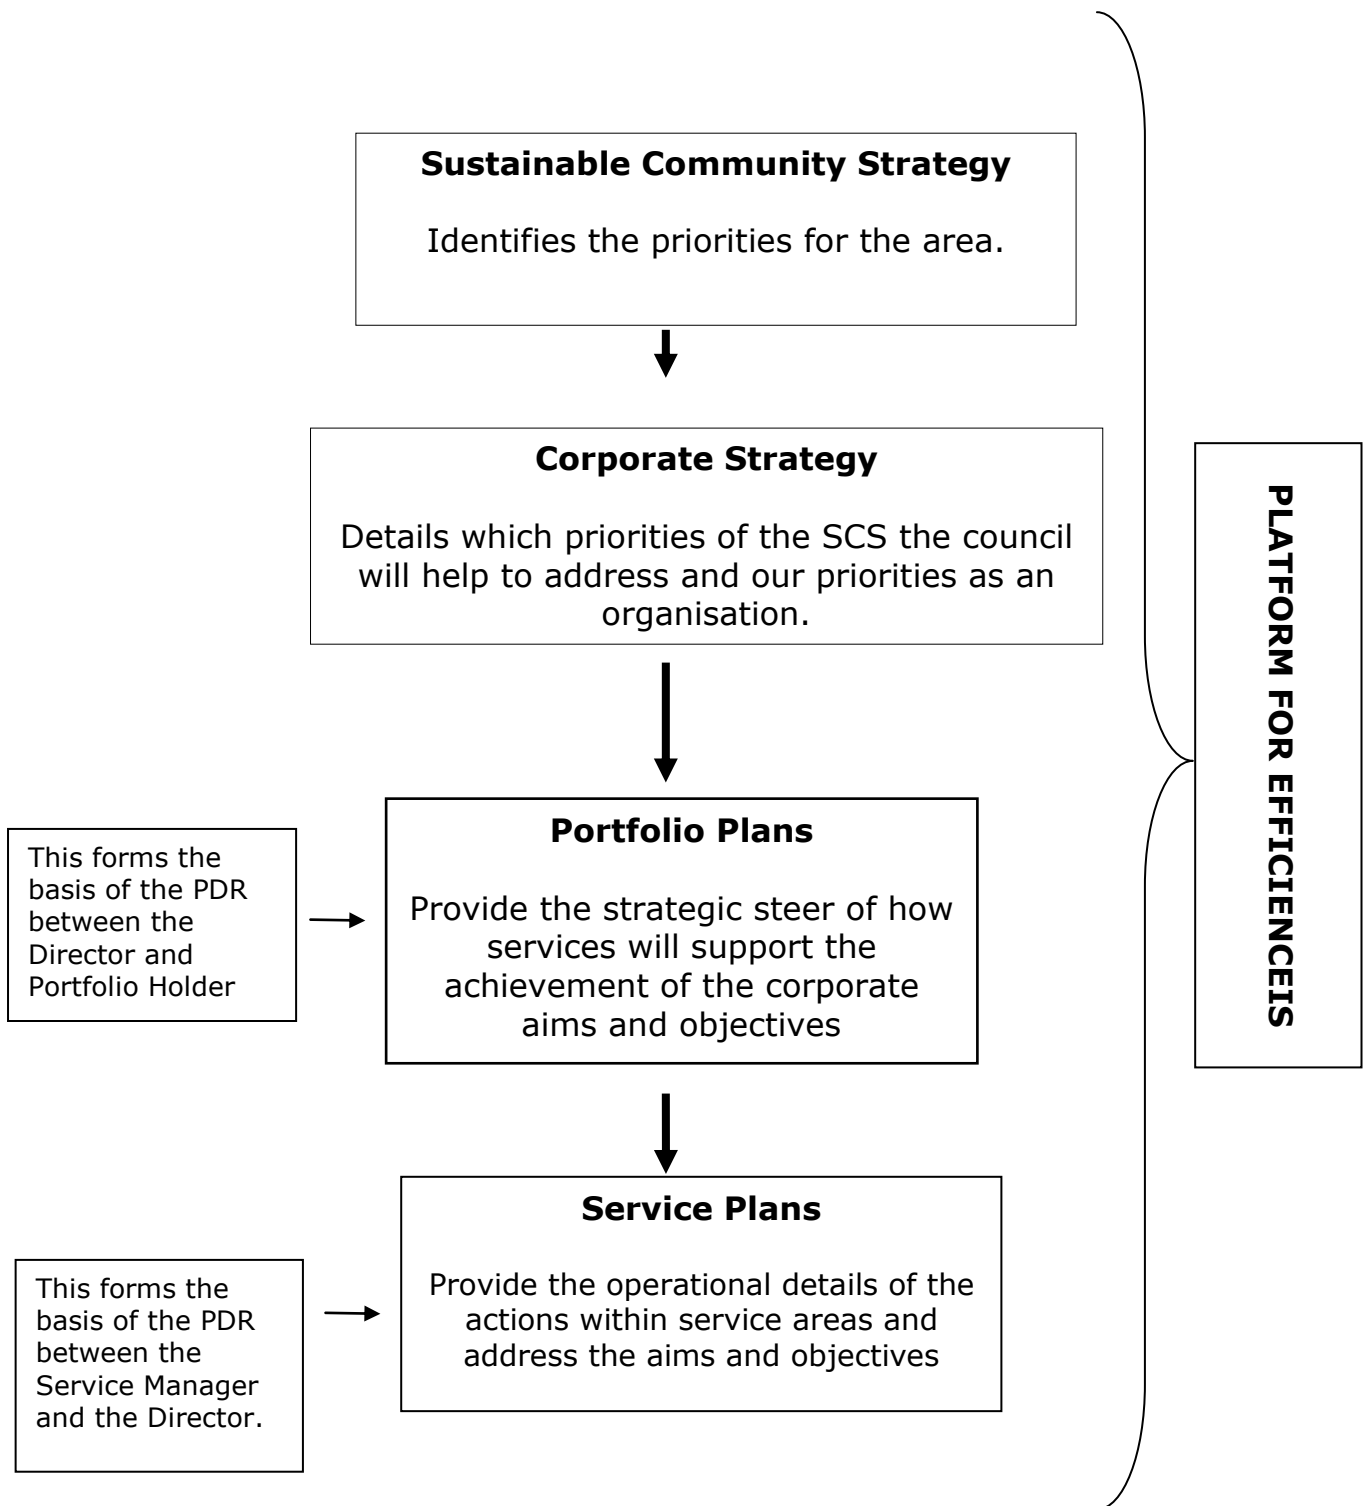 Sustainable Community Strategy
Identifies the priorities for the area.
Corporate Strategy
Details which priorities of the SCS the council
will help to address and our priorities as an
organisation.
PLATFORM FOR EFFICIENCEIS
Portfolio Plans
Provide the strategic steer of how
services will support the
achievement of the corporate
aims and objectives
This forms the
basis of the PDR
between the
Director and
Portfolio Holder
Service Plans
Provide the operational details of the
actions within service areas and
address the aims and objectives
This forms the
basis of the PDR
between the
Service Manager
and the Director.